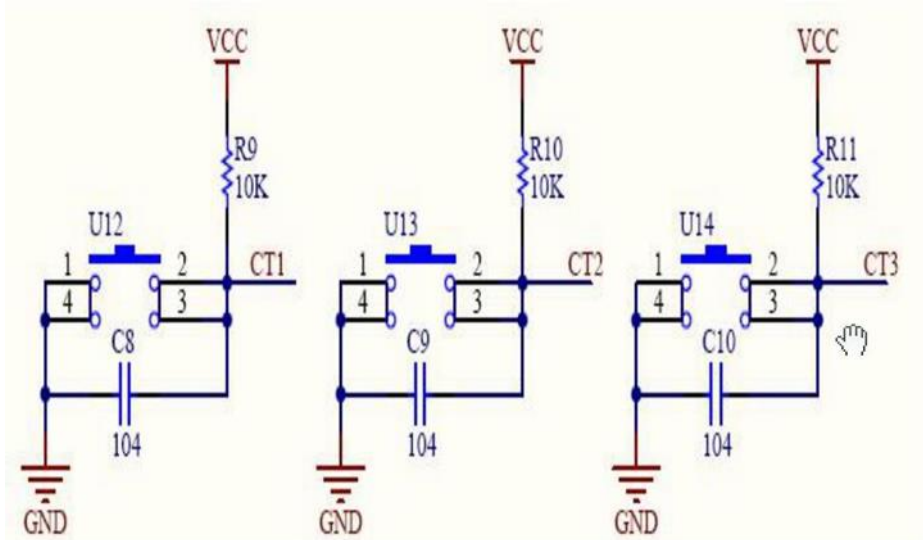 VCC VCC VCC
R9 R10 R11
10K 10K 10K
U12 U13 U14
1 2 CT1 1 2 CT2 1 2 CT3
4 3 4 3 4 3
C8 C9 C10
104 104 104
GND GND GND